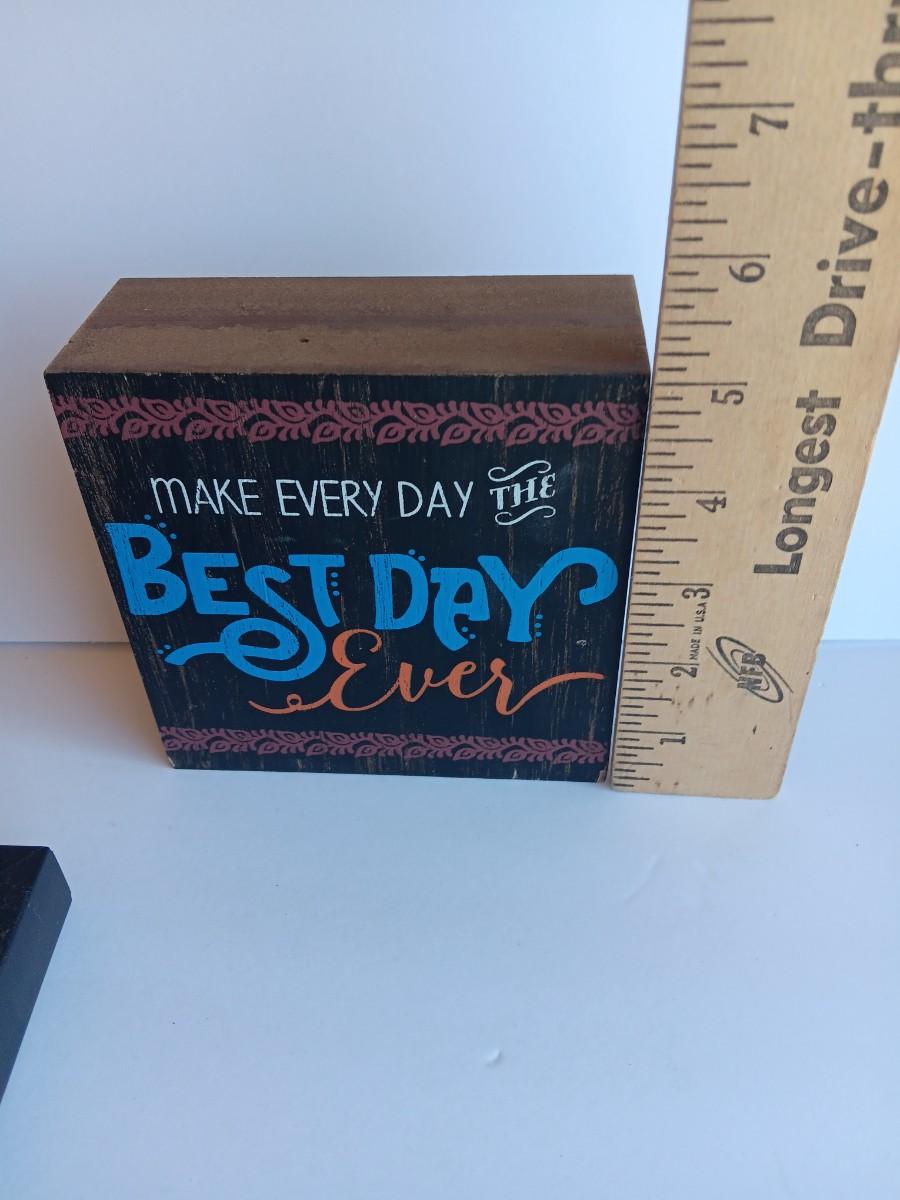 MAKE EVERY DAY THE
BEST DAY
Ever
7
6
5
4
3
2
1
MADE IN U.S.A
NFB
Longest Drive-thr